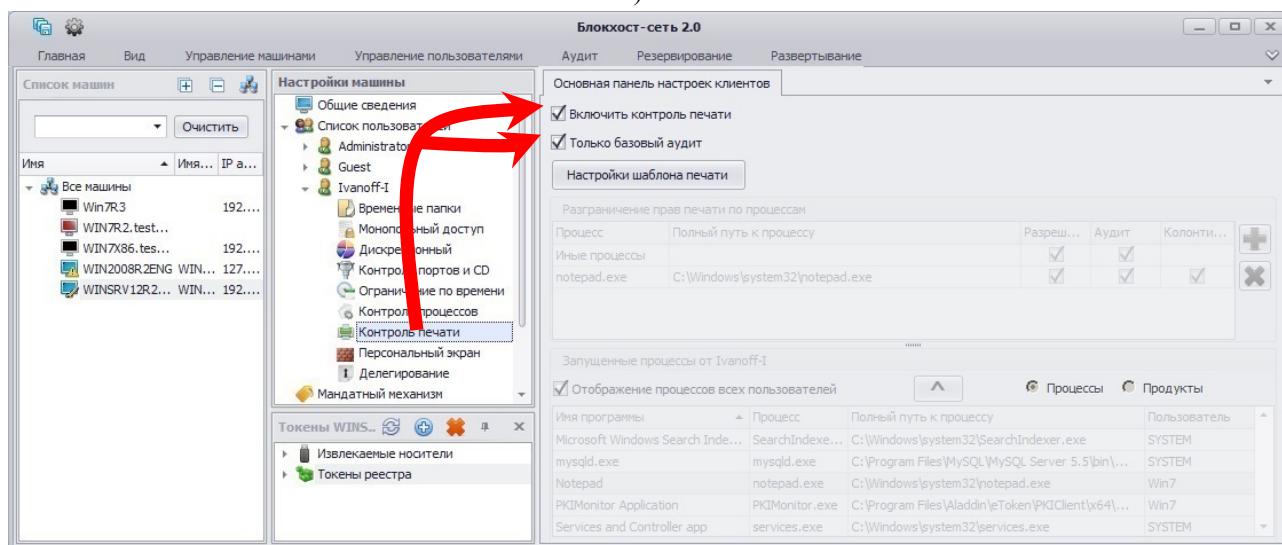 Блокхост-сеть 2.0
Главная Вид Управление машинами Управление пользователями Аудит Резервирование Развертывание
Список машин
Очистить
Имя Имя... IP а...
Все машины
Win7R3 192....
WIN7R2.test...
WIN7X86.tes... 192....
WIN2008R2ENG WIN... 127....
WINSRV12R2... WIN... 192....
Настройки машины
Общие сведения
Список пользователей
Administrator
Guest
Ivanoff-I
Временные папки
Монопольный доступ
Дискреционный
Контроль портов и CD
Ограничение по времени
Контроль процессов
Контроль печати
Персональный экран
Делегирование
Мандатный механизм
Токены WINS..
Извлекаемые носители
Токены реестра
Основная панель настроек клиентов
Включить контроль печати
Только базовый аудит
Настройки шаблона печати
Разграничение прав печати по процессам
Процесс Полный путь к процессу Разреш... Аудит Колонти...
Иные процессы
notepad.exe C:\Windows\system32\notepad.exe
Запущенные процессы от Ivanoff-I
Отображение процессов всех пользователей Процессы Продукты
Имя программы Процесс Полный путь к процессу Пользователь
Microsoft Windows Search Inde... SearchIndexe... C:\Windows\system32\SearchIndexer.exe SYSTEM
mysqld.exe mysqld.exe C:\Program Files\MySQL\MySQL Server 5.5\bin\... SYSTEM
Notepad notepad.exe C:\Windows\system32\notepad.exe Win7
PKIMonitor Application PKIMonitor.exe C:\Program Files\Aladdin\eToken\PKIClient\x64\... Win7
Services and Controller app services.exe C:\Windows\system32\services.exe SYSTEM